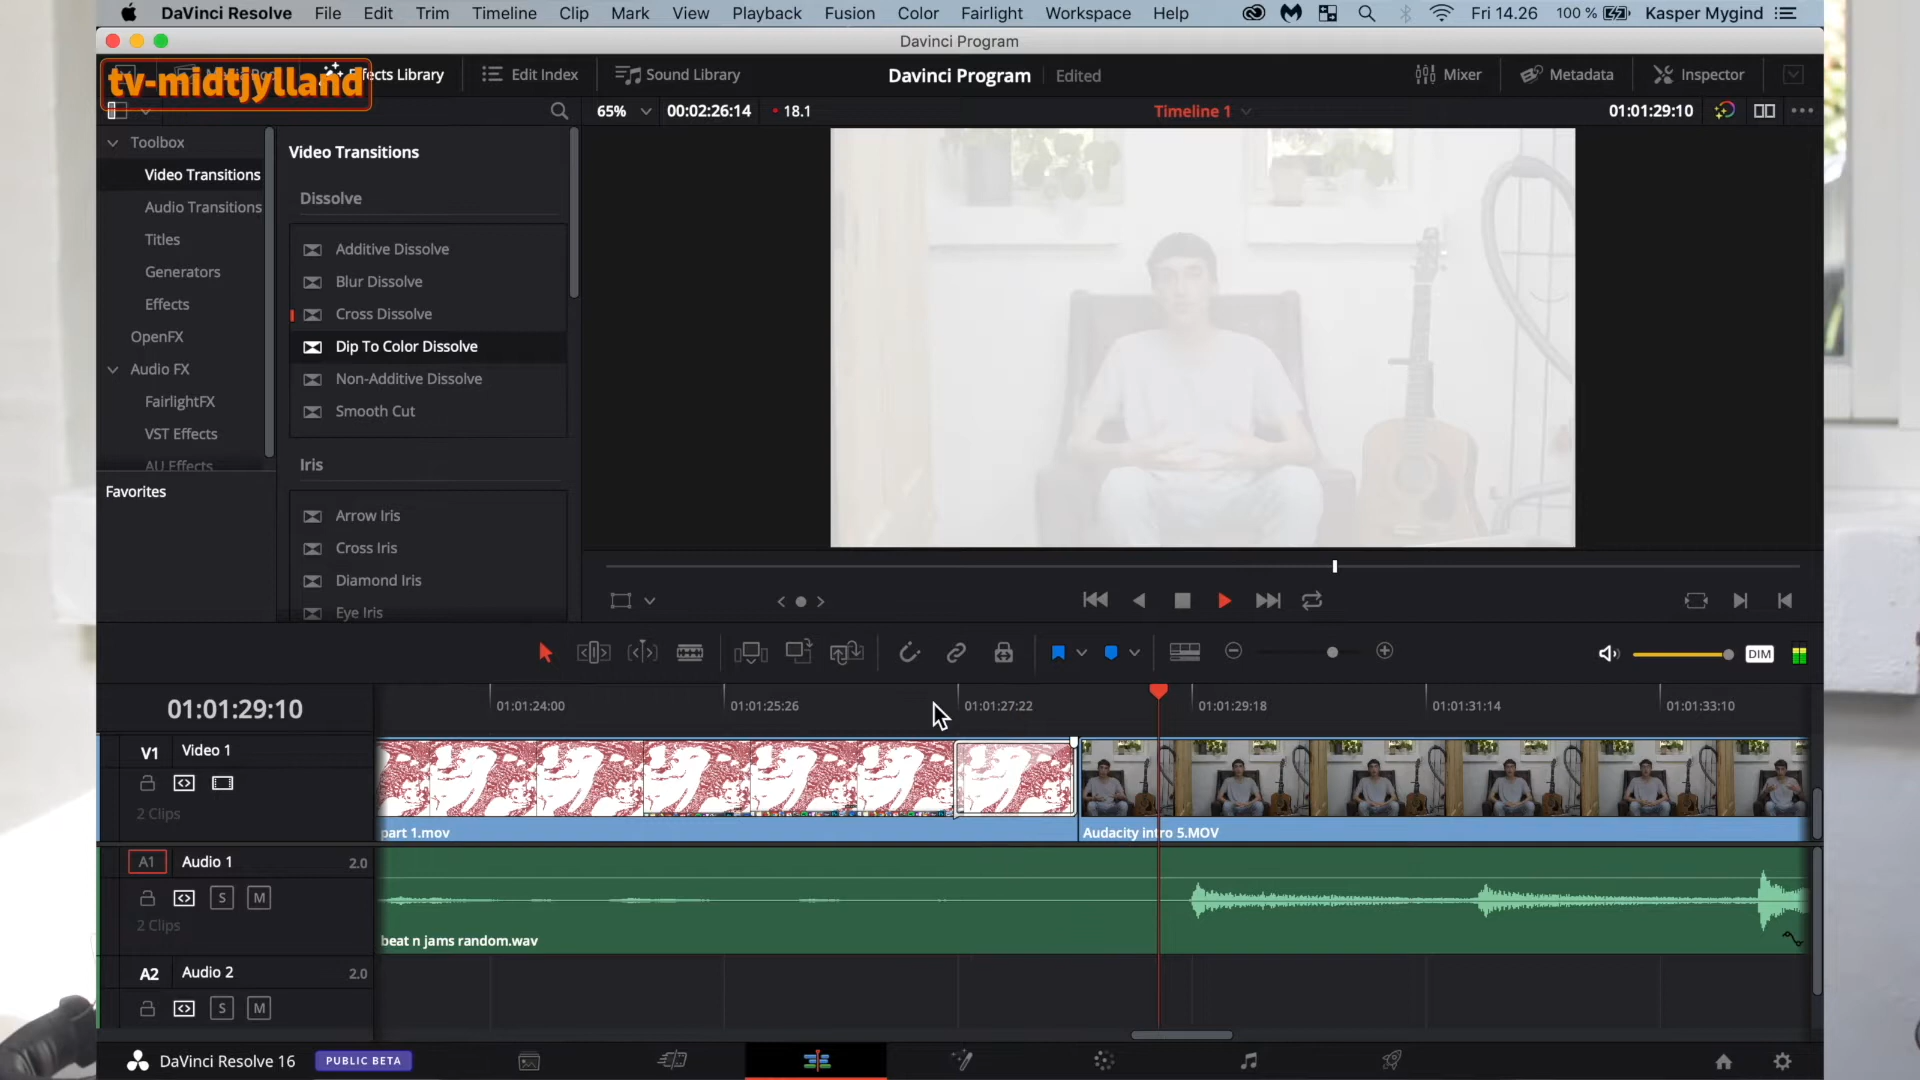 DaVinci Resolve File Edit Trim Timeline Clip Mark View Playback Fusion Color Fairlight Workspace Help Fri 14.26 100 % Kasper Mygind
Davinci Program
tv-midtjylland
Effects Library Edit Index Sound Library Davinci Program Edited Mixer Metadata Inspector
65% 00:02:26:14 18.1 Timeline 1 01:01:29:10
Toolbox
Video Transitions
Audio Transitions
Titles
Generators
Effects
OpenFX
Audio FX
FairlightFX
VST Effects
AU Effects
Favorites
Video Transitions
Dissolve
Additive Dissolve
Blur Dissolve
Cross Dissolve
Dip To Color Dissolve
Non-Additive Dissolve
Smooth Cut
Iris
Arrow Iris
Cross Iris
Diamond Iris
Eye Iris
DIM
01:01:29:10 01:01:24:00 01:01:25:26 01:01:27:22 01:01:29:18 01:01:31:14 01:01:33:10
V1 Video 1
2 Clips
part 1.mov Audacity intro 5.MOV
A1 Audio 1 2.0
S M
2 Clips
beat n jams random.wav
A2 Audio 2 2.0
S M
DaVinci Resolve 16 PUBLIC BETA